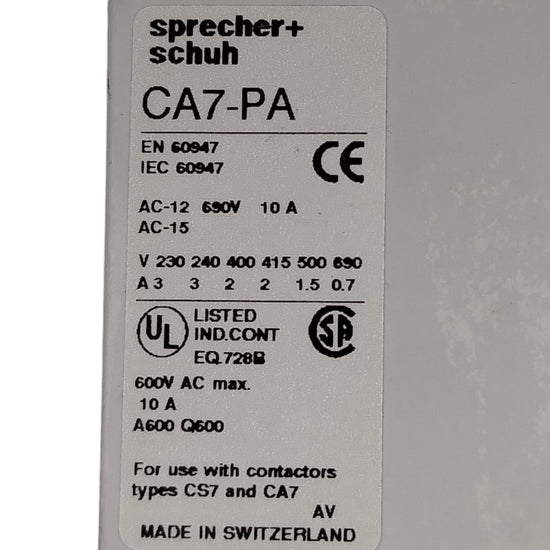 sprecher+
schuh
CA7-PA
EN 60947
IEC 60947
CE
AC-12 690V 10 A
AC-15
V 230 240 400 415 500 690
A 3 3 2 2 1.5 0.7
UL LISTED
IND.CONT
EQ.728B
SA
600V AC max.
10 A
A600 Q600
For use with contactors
types CS7 and CA7
AV
MADE IN SWITZERLAND